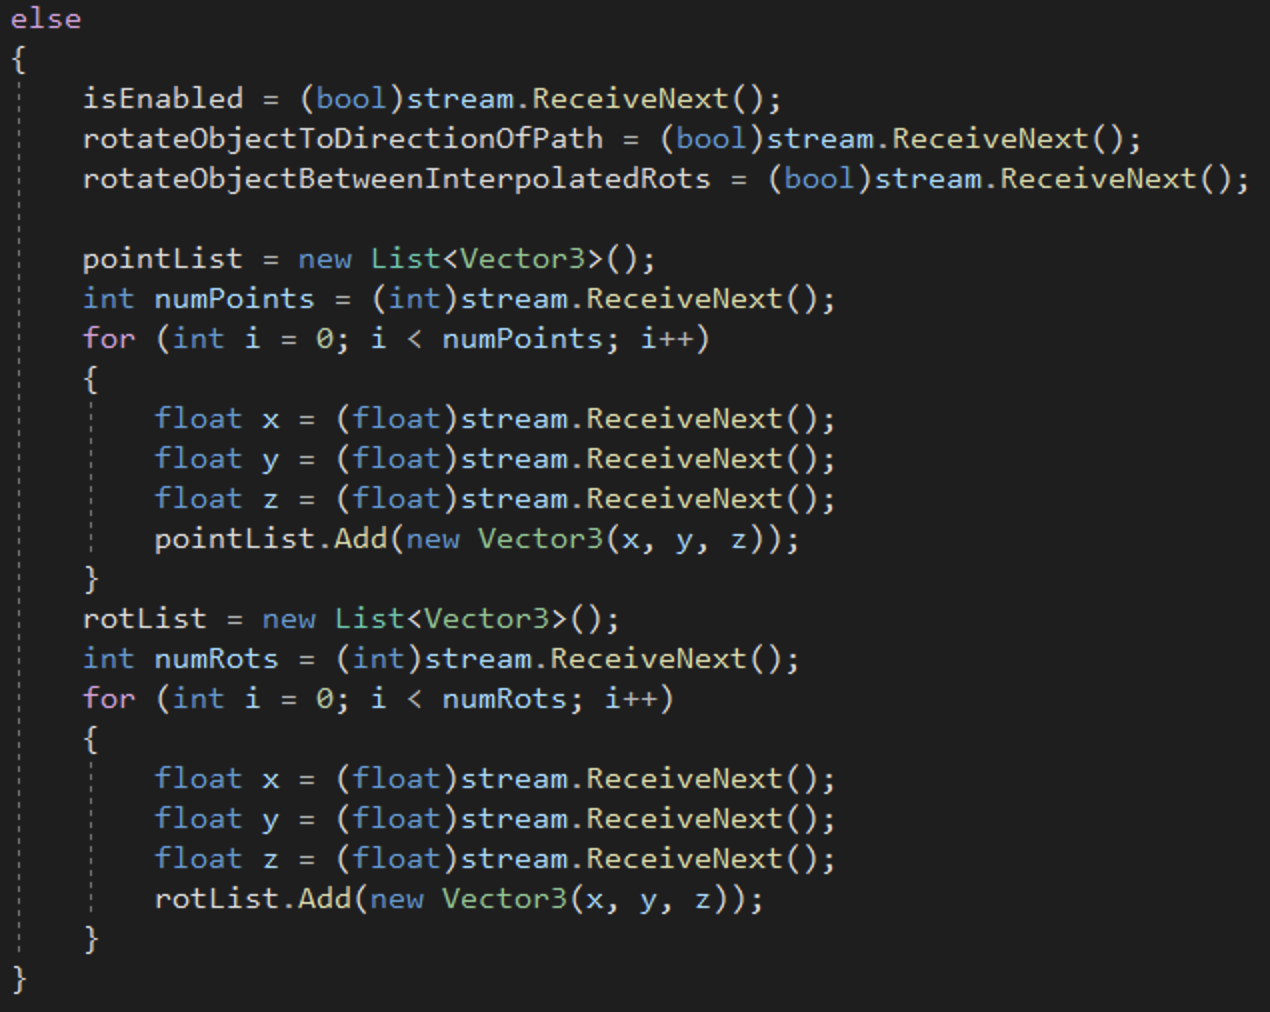 else
{
    isEnabled = (bool)stream.ReceiveNext();
    rotateObjectToDirectionOfPath = (bool)stream.ReceiveNext();
    rotateObjectBetweenInterpolatedRots = (bool)stream.ReceiveNext();

    pointList = new List<Vector3>();
    int numPoints = (int)stream.ReceiveNext();
    for (int i = 0; i < numPoints; i++)
    {
        float x = (float)stream.ReceiveNext();
        float y = (float)stream.ReceiveNext();
        float z = (float)stream.ReceiveNext();
        pointList.Add(new Vector3(x, y, z));
    }
    rotList = new List<Vector3>();
    int numRots = (int)stream.ReceiveNext();
    for (int i = 0; i < numRots; i++)
    {
        float x = (float)stream.ReceiveNext();
        float y = (float)stream.ReceiveNext();
        float z = (float)stream.ReceiveNext();
        rotList.Add(new Vector3(x, y, z));
    }
}